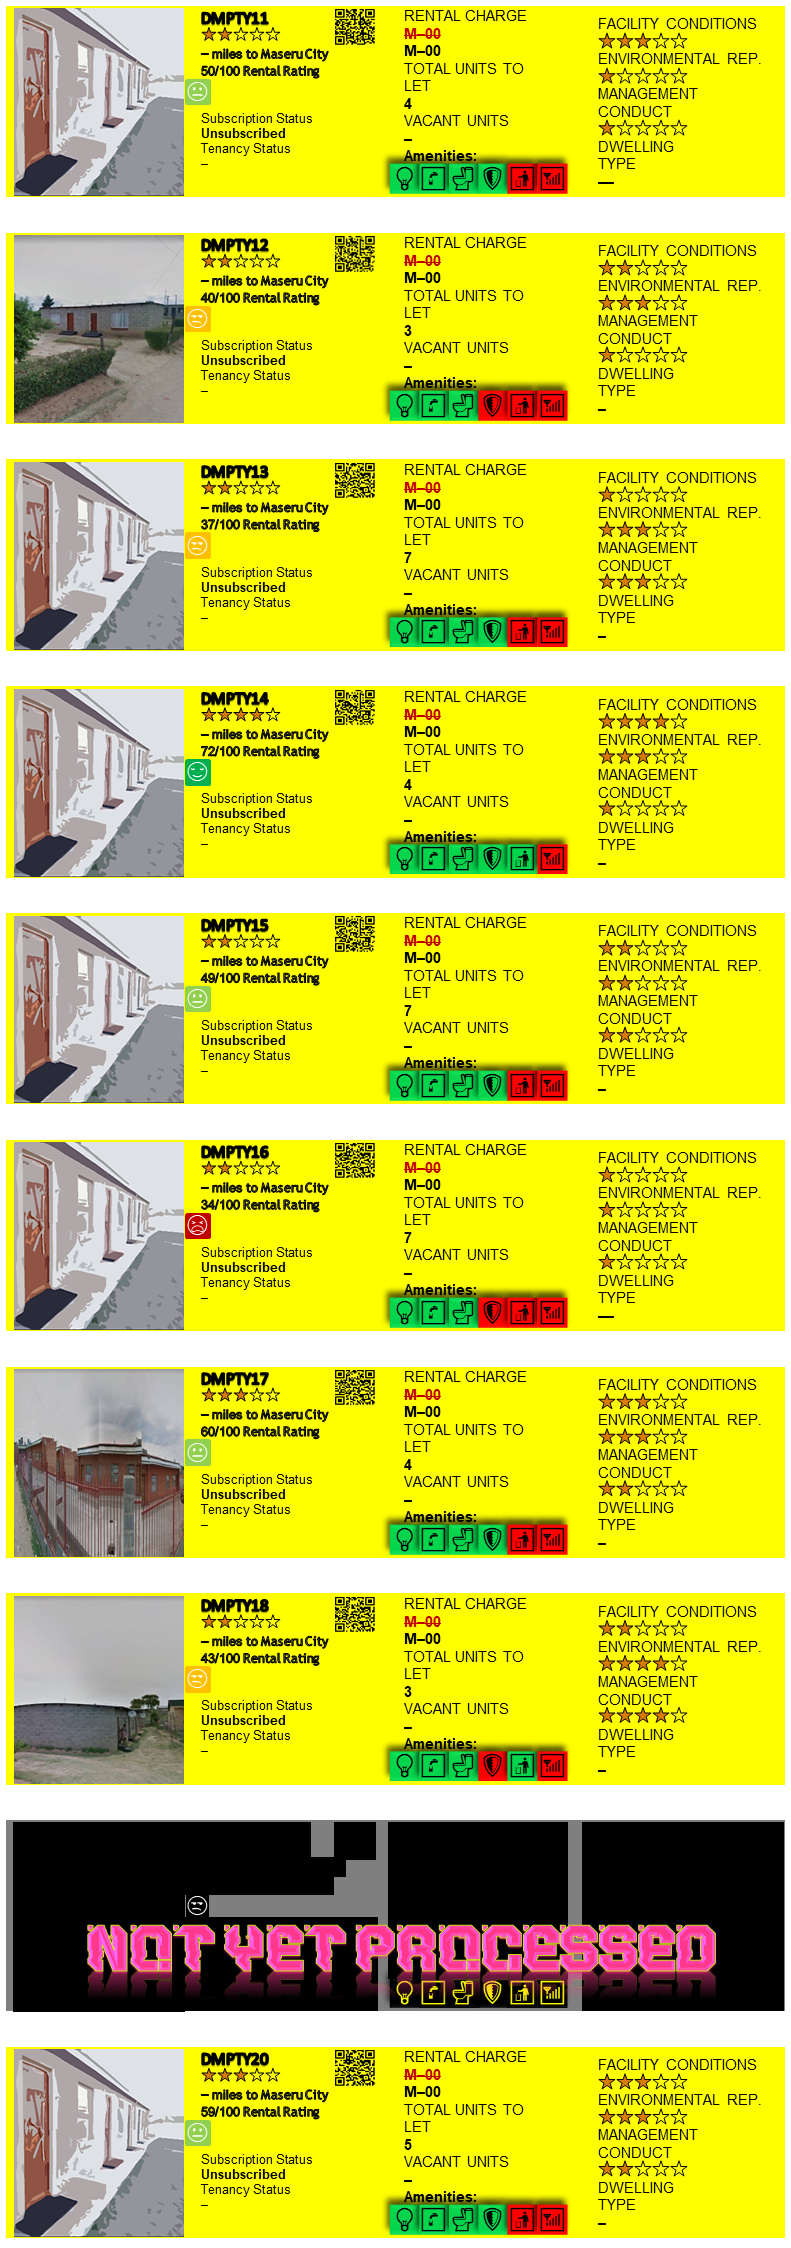 DMPTY11
– miles to Maseru City
50/100 Rental Rating
Subscription Status
Unsubscribed
Tenancy Status
–
RENTAL CHARGE
M–00
M–00
TOTAL UNITS TO
LET
4
VACANT UNITS
–
Amenities:
FACILITY CONDITIONS
ENVIRONMENTAL REP.
MANAGEMENT
CONDUCT
DWELLING
TYPE
—
DMPTY12
– miles to Maseru City
40/100 Rental Rating
Subscription Status
Unsubscribed
Tenancy Status
–
RENTAL CHARGE
M–00
M–00
TOTAL UNITS TO
LET
3
VACANT UNITS
–
Amenities:
FACILITY CONDITIONS
ENVIRONMENTAL REP.
MANAGEMENT
CONDUCT
DWELLING
TYPE
–
DMPTY13
– miles to Maseru City
37/100 Rental Rating
Subscription Status
Unsubscribed
Tenancy Status
–
RENTAL CHARGE
M–00
M–00
TOTAL UNITS TO
LET
7
VACANT UNITS
–
Amenities:
FACILITY CONDITIONS
ENVIRONMENTAL REP.
MANAGEMENT
CONDUCT
DWELLING
TYPE
–
DMPTY14
– miles to Maseru City
72/100 Rental Rating
Subscription Status
Unsubscribed
Tenancy Status
–
RENTAL CHARGE
M–00
M–00
TOTAL UNITS TO
LET
4
VACANT UNITS
–
Amenities:
FACILITY CONDITIONS
ENVIRONMENTAL REP.
MANAGEMENT
CONDUCT
DWELLING
TYPE
–
DMPTY15
– miles to Maseru City
49/100 Rental Rating
Subscription Status
Unsubscribed
Tenancy Status
–
RENTAL CHARGE
M–00
M–00
TOTAL UNITS TO
LET
7
VACANT UNITS
–
Amenities:
FACILITY CONDITIONS
ENVIRONMENTAL REP.
MANAGEMENT
CONDUCT
DWELLING
TYPE
–
DMPTY16
– miles to Maseru City
34/100 Rental Rating
Subscription Status
Unsubscribed
Tenancy Status
–
RENTAL CHARGE
M–00
M–00
TOTAL UNITS TO
LET
7
VACANT UNITS
–
Amenities:
FACILITY CONDITIONS
ENVIRONMENTAL REP.
MANAGEMENT
CONDUCT
DWELLING
TYPE
—
DMPTY17
– miles to Maseru City
60/100 Rental Rating
Subscription Status
Unsubscribed
Tenancy Status
–
RENTAL CHARGE
M–00
M–00
TOTAL UNITS TO
LET
4
VACANT UNITS
–
Amenities:
FACILITY CONDITIONS
ENVIRONMENTAL REP.
MANAGEMENT
CONDUCT
DWELLING
TYPE
–
DMPTY18
– miles to Maseru City
43/100 Rental Rating
Subscription Status
Unsubscribed
Tenancy Status
–
RENTAL CHARGE
M–00
M–00
TOTAL UNITS TO
LET
3
VACANT UNITS
–
Amenities:
FACILITY CONDITIONS
ENVIRONMENTAL REP.
MANAGEMENT
CONDUCT
DWELLING
TYPE
–
NOT YET PROCESSED
DMPTY20
– miles to Maseru City
59/100 Rental Rating
Subscription Status
Unsubscribed
Tenancy Status
–
RENTAL CHARGE
M–00
M–00
TOTAL UNITS TO
LET
5
VACANT UNITS
–
Amenities:
FACILITY CONDITIONS
ENVIRONMENTAL REP.
MANAGEMENT
CONDUCT
DWELLING
TYPE
–